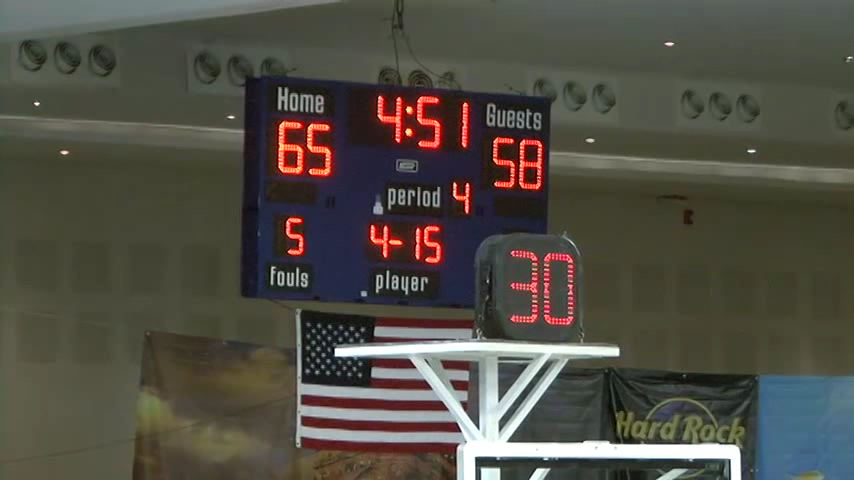 Home 4:51 Guests
65 58
period 4
5 4-15
fouls player
30
Hard Rock